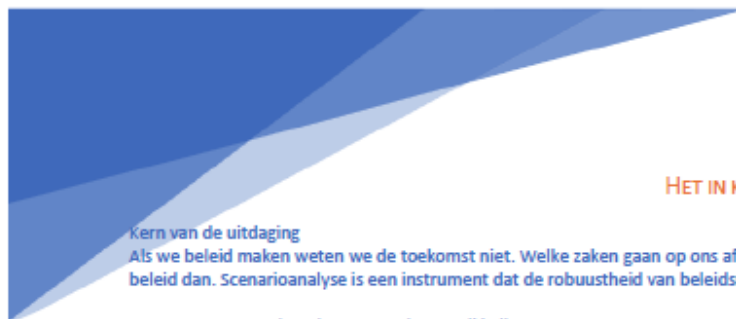 HET IN
Kern van de uitdaging
Als we beleid maken weten we de toekomst niet. Welke zaken gaan op ons
beleid dan. Scenarioanalyse is een instrument dat de robuustheid van